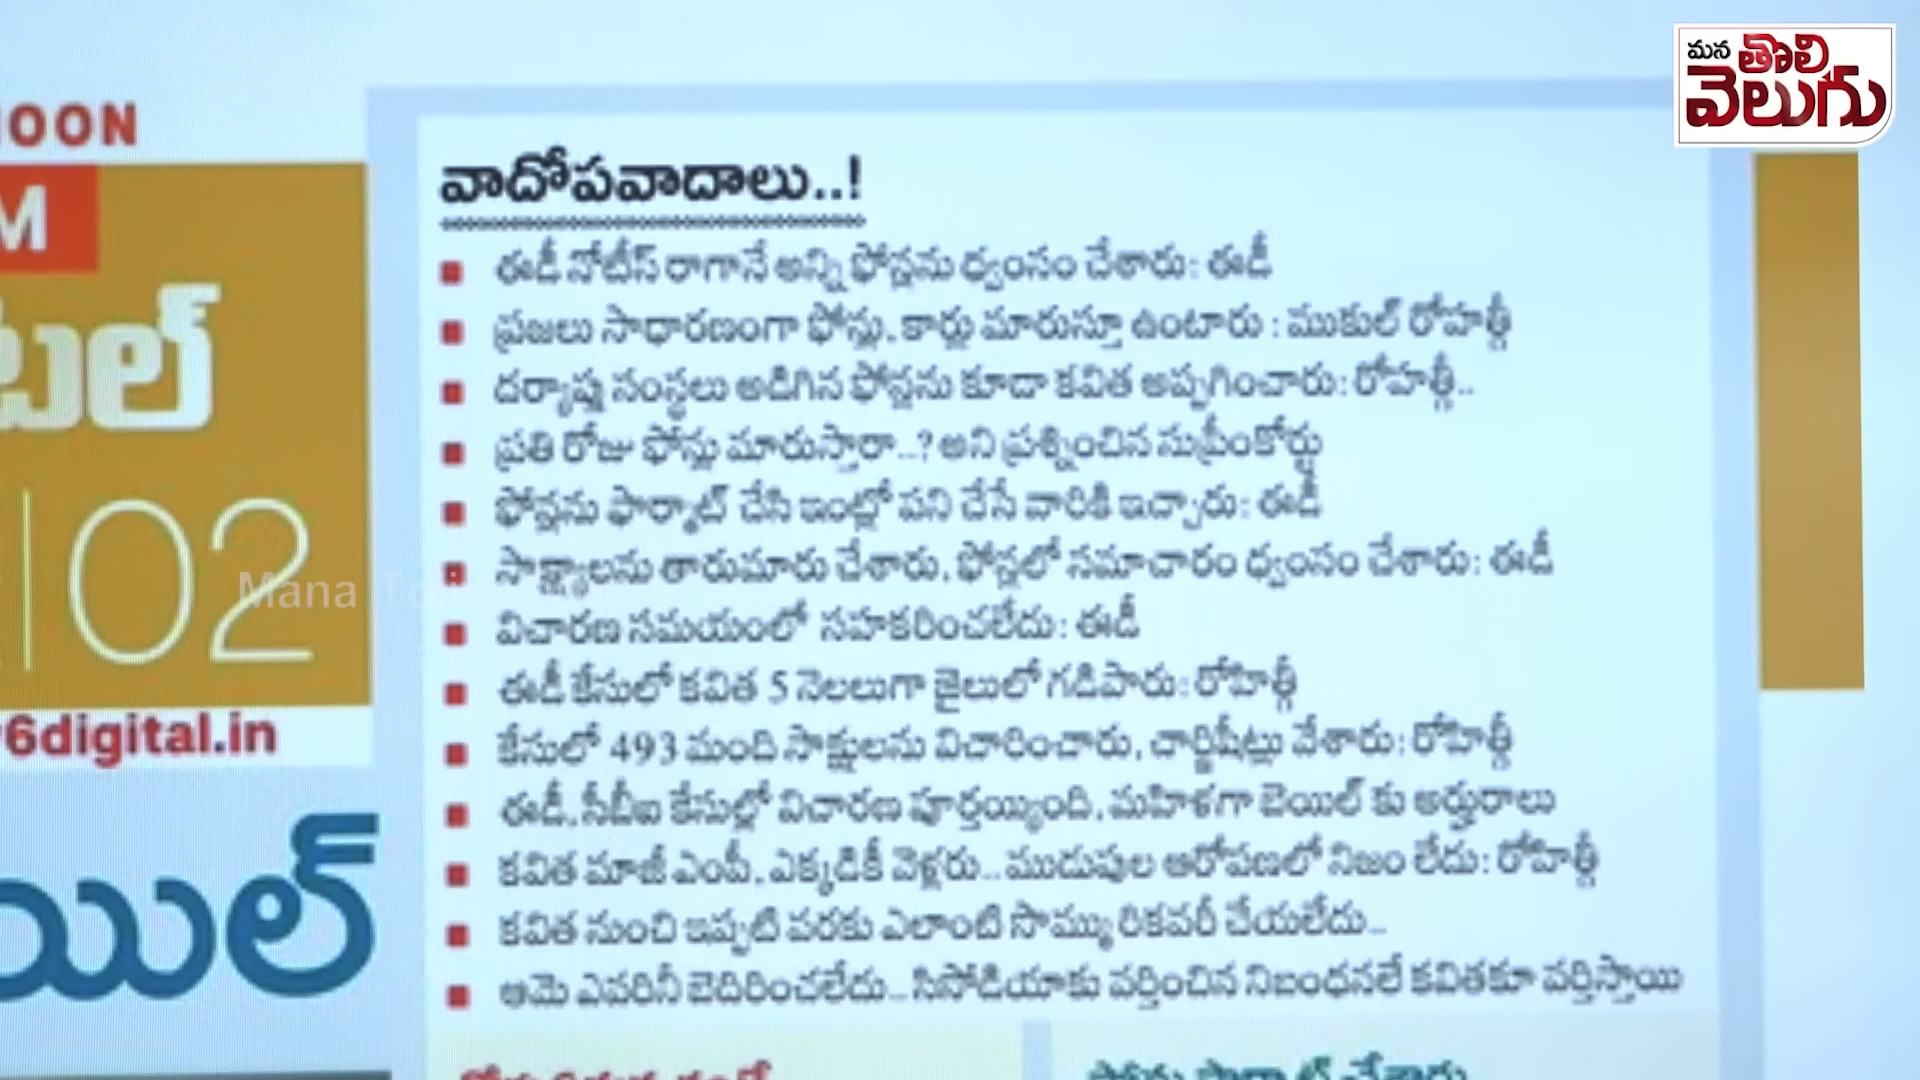 మన
తొలి
వెలుగు
OON
M
టల్
02
6digital.in
యిల్
Mana
వాదోపవాదాలు..!
ఈడీ నోటీస్ రాగానే అన్ని ఫోన్లను ధ్వంసం చేశారు: ఈడీ
ప్రజలు సాధారణంగా ఫోన్లు, కార్లు మారుస్తూ ఉంటారు : ముకుల్ రోహత్గీ
దర్యాప్తు సంస్థలు అడిగిన ఫోన్లను కూడా కవిత అప్పగించారు: రోహత్గీ..
ప్రతి రోజు ఫోన్లు మారుస్తారా..? అని ప్రశ్నించిన సుప్రీంకోర్టు
ఫోన్లను ఫార్మాట్ చేసి ఇంట్లో పని చేసే వారికి ఇచ్చారు: ఈడీ
సాక్ష్యాలను తారుమారు చేశారు, ఫోన్లలో సమాచారం ధ్వంసం చేశారు: ఈడీ
విచారణ సమయంలో సహకరించలేదు: ఈడీ
ఈడీ కేసులో కవిత 5 నెలలుగా జైలులో గడిపారు: రోహిత్గీ
కేసులో 493 మంది సాక్షులను విచారించారు, చార్జిషీట్లు వేశారు: రోహిత్గీ
ఈడీ, సీబీఐ కేసుల్లో విచారణ పూర్తయ్యింది, మహిళగా బెయిల్ కు అర్హురాలు
కవిత మాజీ ఎంపీ, ఎక్కడికీ వెళ్లరు.. ముడుపుల ఆరోపణలో నిజం లేదు: రోహిత్గీ
కవిత నుంచి ఇప్పటి వరకు ఎలాంటి సొమ్ము రికవరీ చేయలేదు..
ఆమె ఎవరినీ బెదిరించలేదు.. సిసోడియాకు వర్తించిన నిబంధనలే కవితకూ వర్తిస్తాయి